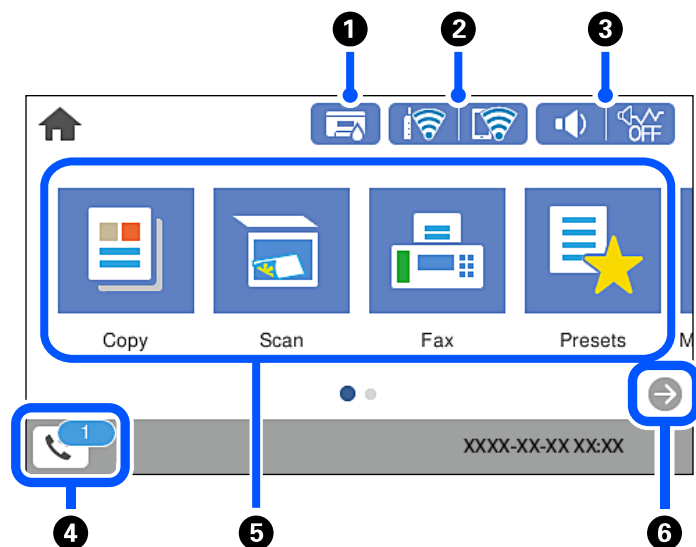 1 2 3
OFF
Copy Scan Fax Presets M
1
XXXX-XX-XX XX:XX
4 5 6